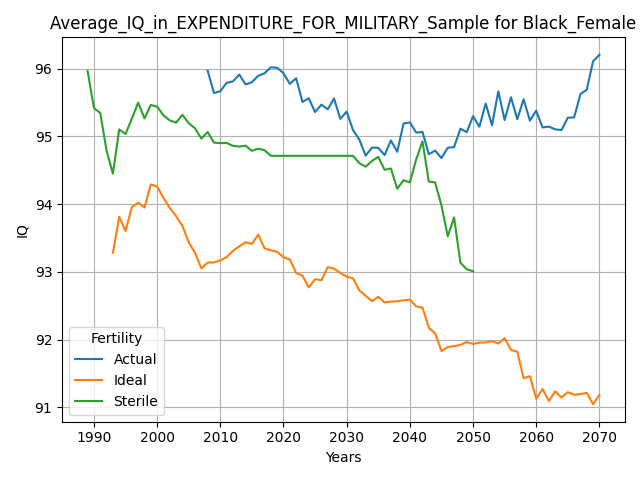 Average_IQ_in_EXPENDITURE_FOR_MILITARY_Sample for Black_Female
IQ
96
95
94
93
92
91
Fertility
Actual
Ideal
Sterile
1990 2000 2010 2020 2030 2040 2050 2060 2070
Years